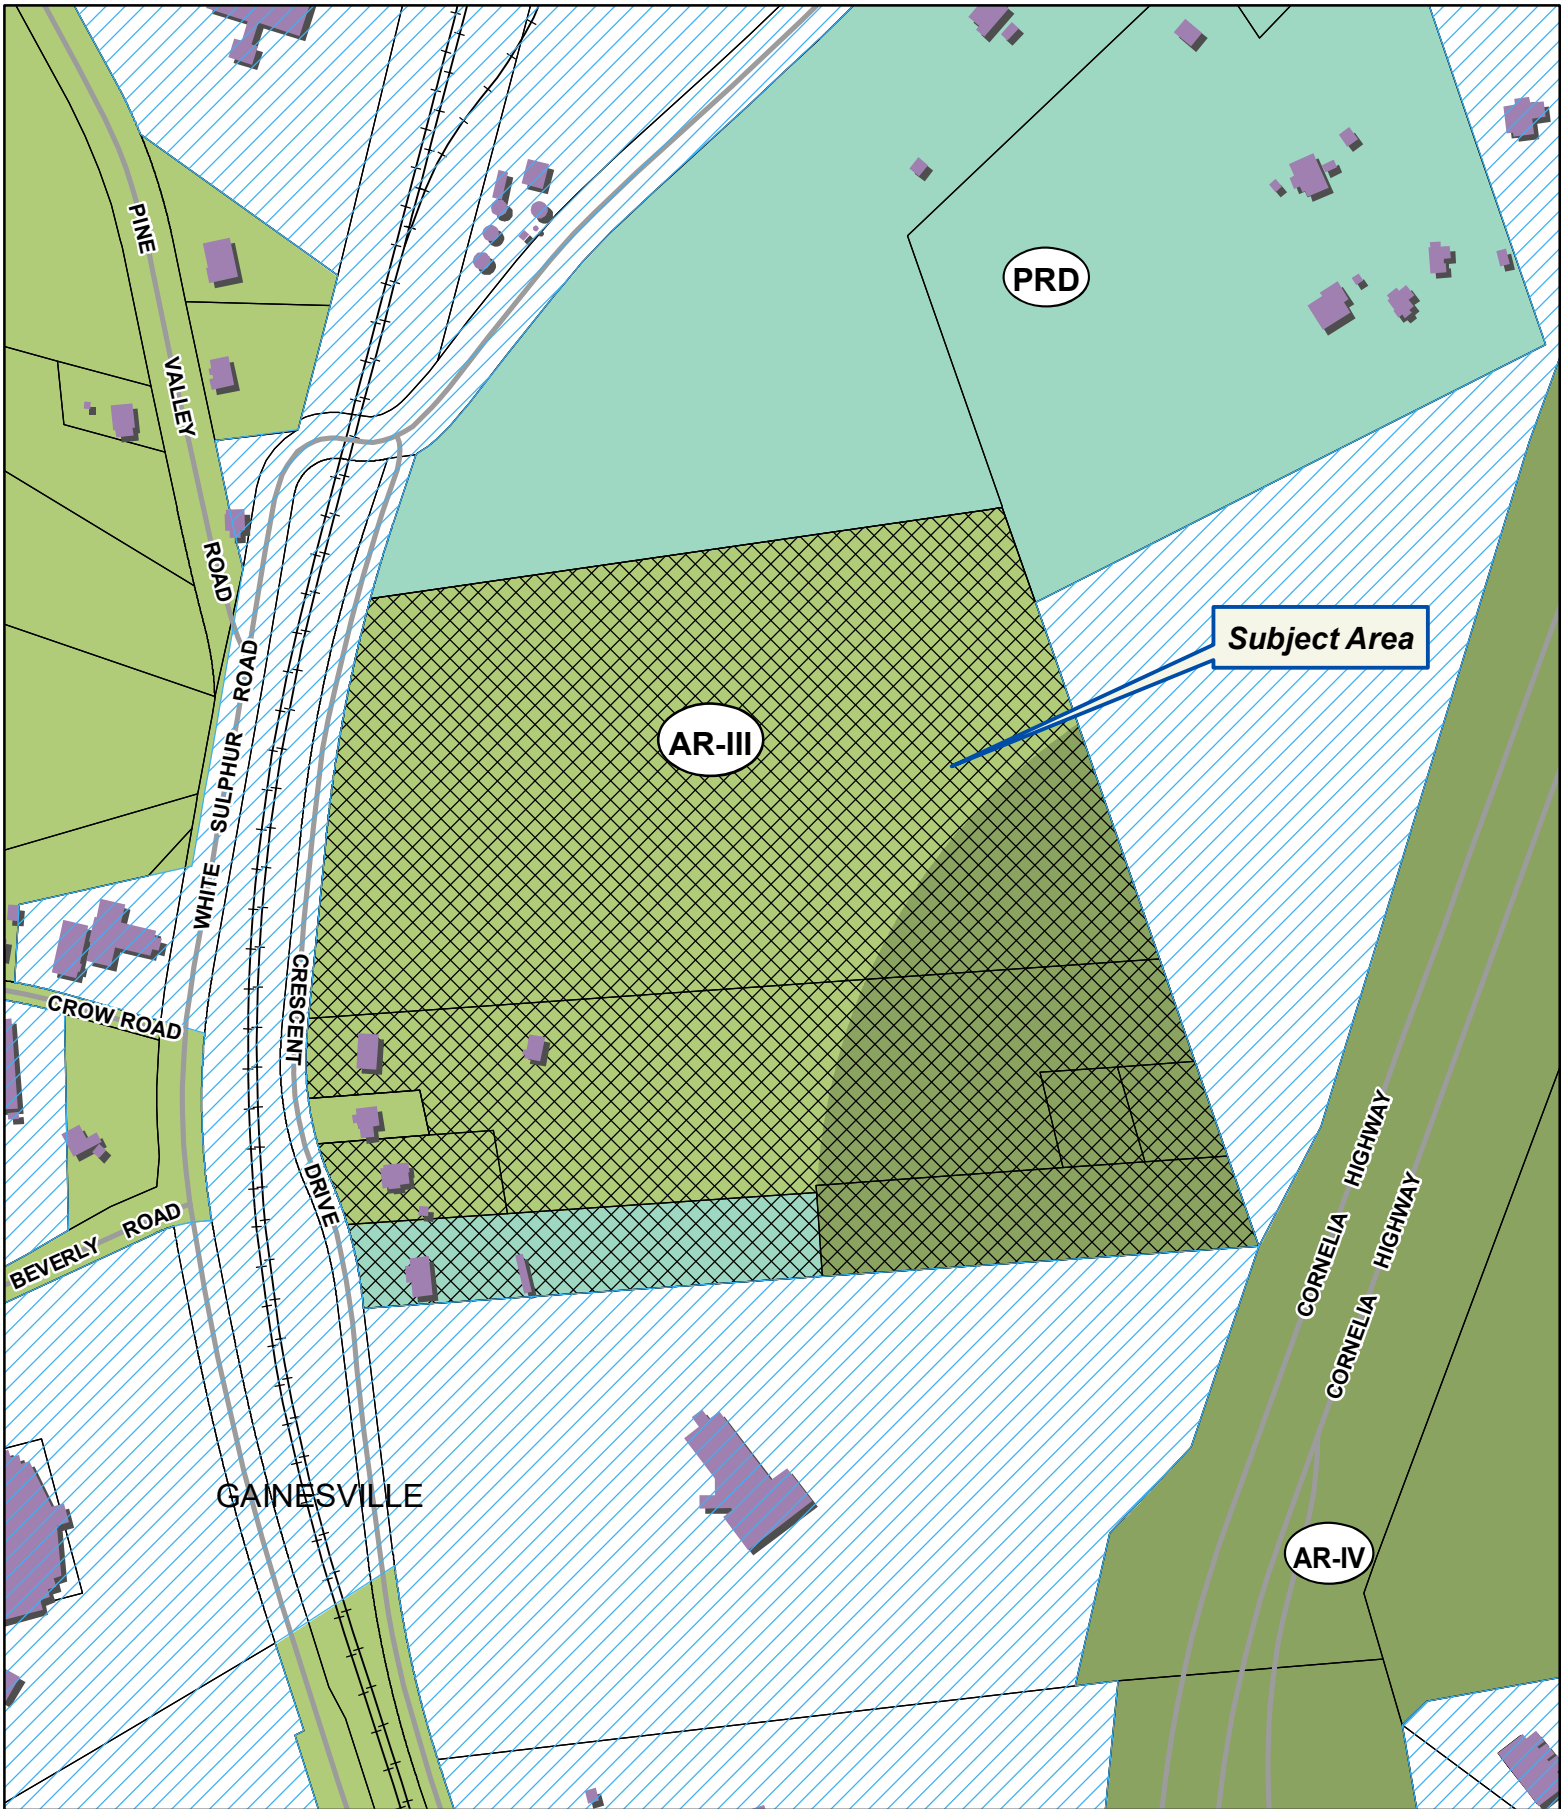 PINE
VALLEY
ROAD
PRD
Subject Area
WHITE SULPHUR ROAD
AR-III
CRESCENT
DRIVE
CROW ROAD
BEVERLY ROAD
CORNELIA HIGHWAY
CORNELIA HIGHWAY
GAINESVILLE
AR-IV